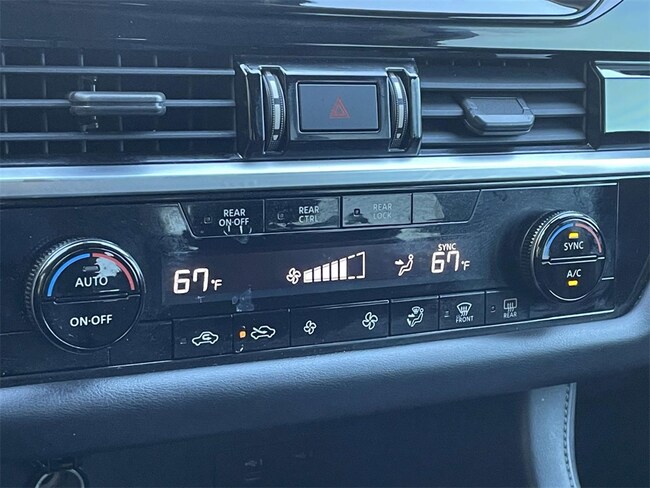 REAR ON·OFF
REAR CTRL
REAR LOCK
AUTO
ON·OFF
67°F
SYNC
67°F
SYNC
A/C
FRONT
REAR